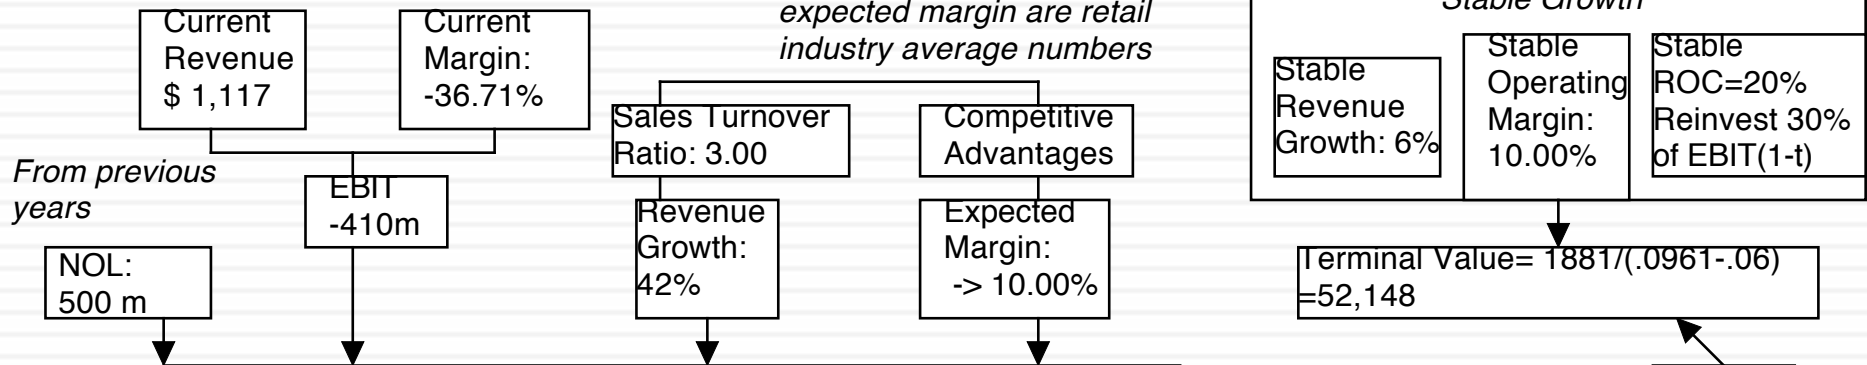 Current
Revenue
$ 1,117
Current
Margin:
-36.71%
expected margin are retail
industry average numbers
Stable Growth
Stable
Revenue
Growth: 6%
Stable
Operating
Margin:
10.00%
Stable
ROC=20%
Reinvest 30%
of EBIT(1-t)
Sales Turnover
Ratio: 3.00
Competitive
Advantages
From previous
years
EBIT
-410m
Revenue
Growth:
42%
Expected
Margin:
-> 10.00%
NOL:
500 m
Terminal Value= 1881/(.0961-.06)
=52,148